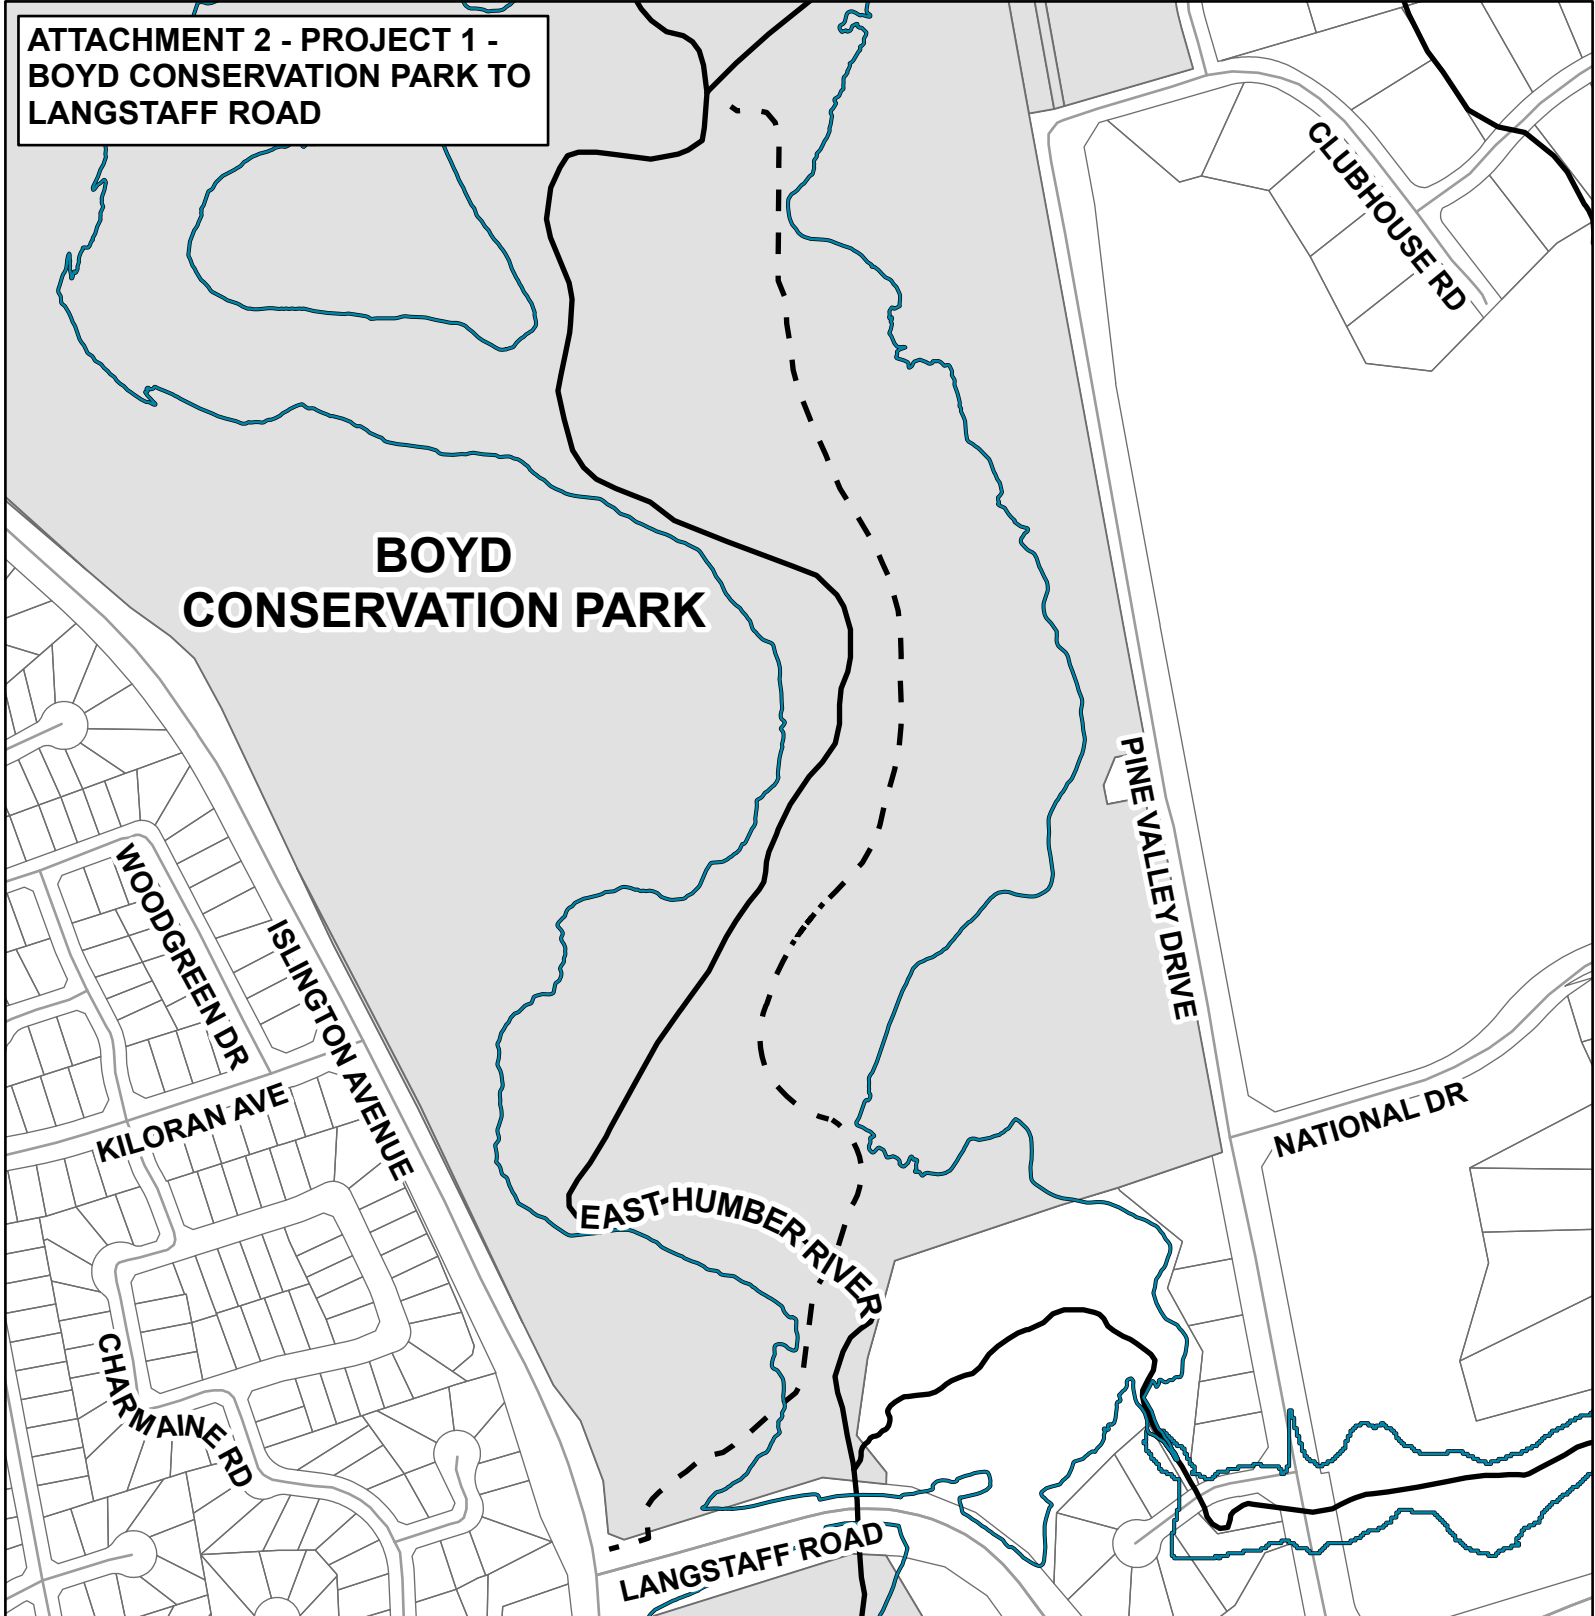 ATTACHMENT 2 - PROJECT 1 -
BOYD CONSERVATION PARK TO
LANGSTAFF ROAD
CLUBHOUSE RD
BOYD
CONSERVATION PARK
PINE VALLEY DRIVE
WOODGREEN DR
ISLINGTON AVENUE
KILORAN AVE
NATIONAL DR
EAST HUMBER RIVER
CHARMAINE RD
LANGSTAFF ROAD